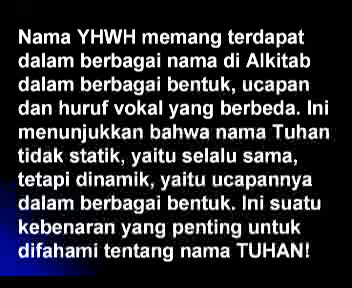 Nama YHWH memang terdapat
dalam berbagai nama di Alkitab
dalam berbagai bentuk, ucapan
dan huruf vokal yang berbeda. Ini
menunjukkan bahwa nama Tuhan
tidak statik, yaitu selalu sama,
tetapi dinamik, yaitu ucapannya
dalam berbagai bentuk. Ini suatu
kebenaran yang penting untuk
difahami tentang nama TUHAN!